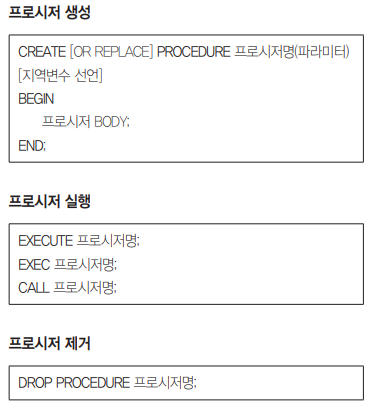 프로시저 생성
CREATE [OR REPLACE] PROCEDURE 프로시저명(파라미터)
[지역변수 선언]
BEGIN
프로시저 BODY;
END;
프로시저 실행
EXECUTE 프로시저명;
EXEC 프로시저명;
CALL 프로시저명;
프로시저 제거
DROP PROCEDURE 프로시저명;